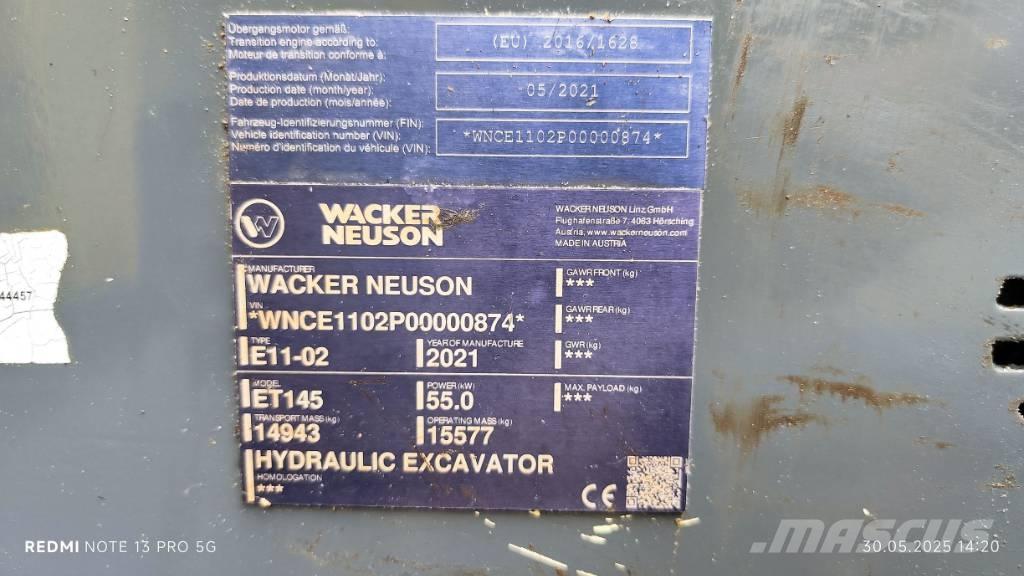 Übergangsmotor gemäß:
Transition engine according to:
Moteur de transition conforme à:
(EU) 2016/1628
Produktionsdatum (Monat/Jahr):
Production date (month/year):
Date de production (mois/année):
05/2021
Fahrzeug-Identifizierungsnummer (FIN):
Vehicle identification number (VIN):
Numéro d'identification du véhicule (VIN):
*WNCE1102P00000874*
WACKER
NEUSON
WACKER NEUSON Linz GmbH
Flughafenstraße 7, 4063 Hörsching
Austria, www.wackerneuson.com
MADE IN AUSTRIA
MANUFACTURER
WACKER NEUSON
GAWR FRONT (kg)
***
VIN
*WNCE1102P00000874*
GAWR REAR (kg)
***
TYPE
E11-02
YEAR OF MANUFACTURE
2021
GWR (kg)
***
MODEL
ET145
POWER (kW)
55.0
MAX. PAYLOAD (kg)
***
TRANSPORT MASS (kg)
14943
OPERATING MASS (kg)
15577
HYDRAULIC EXCAVATOR
HOMOLOGATION
***
CE
44457
REDMI NOTE 13 PRO 5G
MASCUS
30.05.2025 14:20